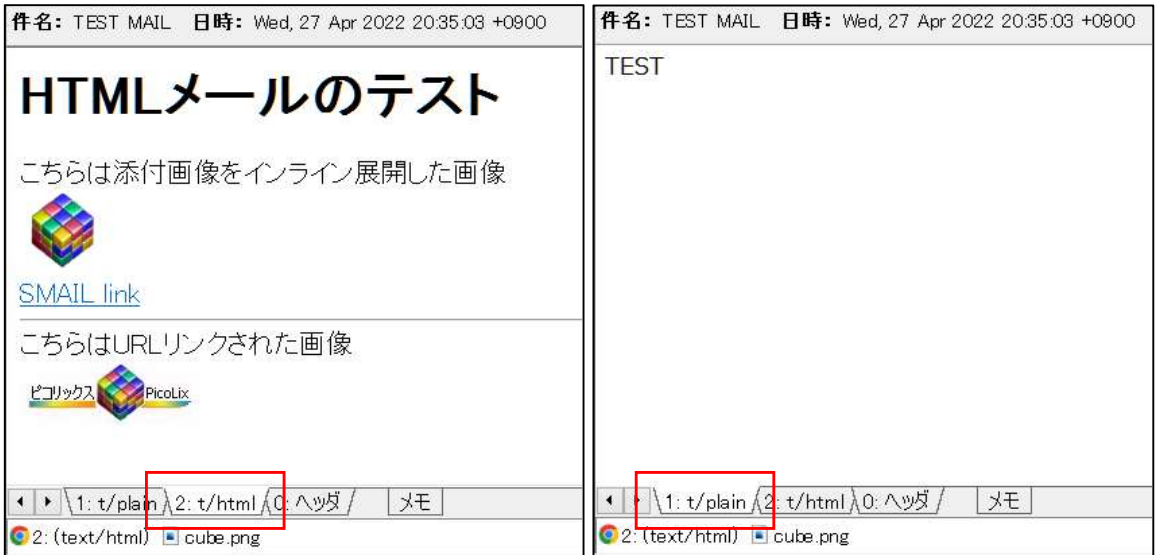 件名: TEST MAIL 日時: Wed, 27 Apr 2022 20:35:03 +0900
HTMLメールのテスト
こちらは添付画像をインライン展開した画像
SMAIL link
こちらはURLリンクされた画像
ピコリックス PicoLix
1: t/plain 2: t/html 0: ヘッダ メモ
2: (text/html) cube.png
件名: TEST MAIL 日時: Wed, 27 Apr 2022 20:35:03 +0900
TEST
1: t/plain 2: t/html 0: ヘッダ メモ
2: (text/html) cube.png